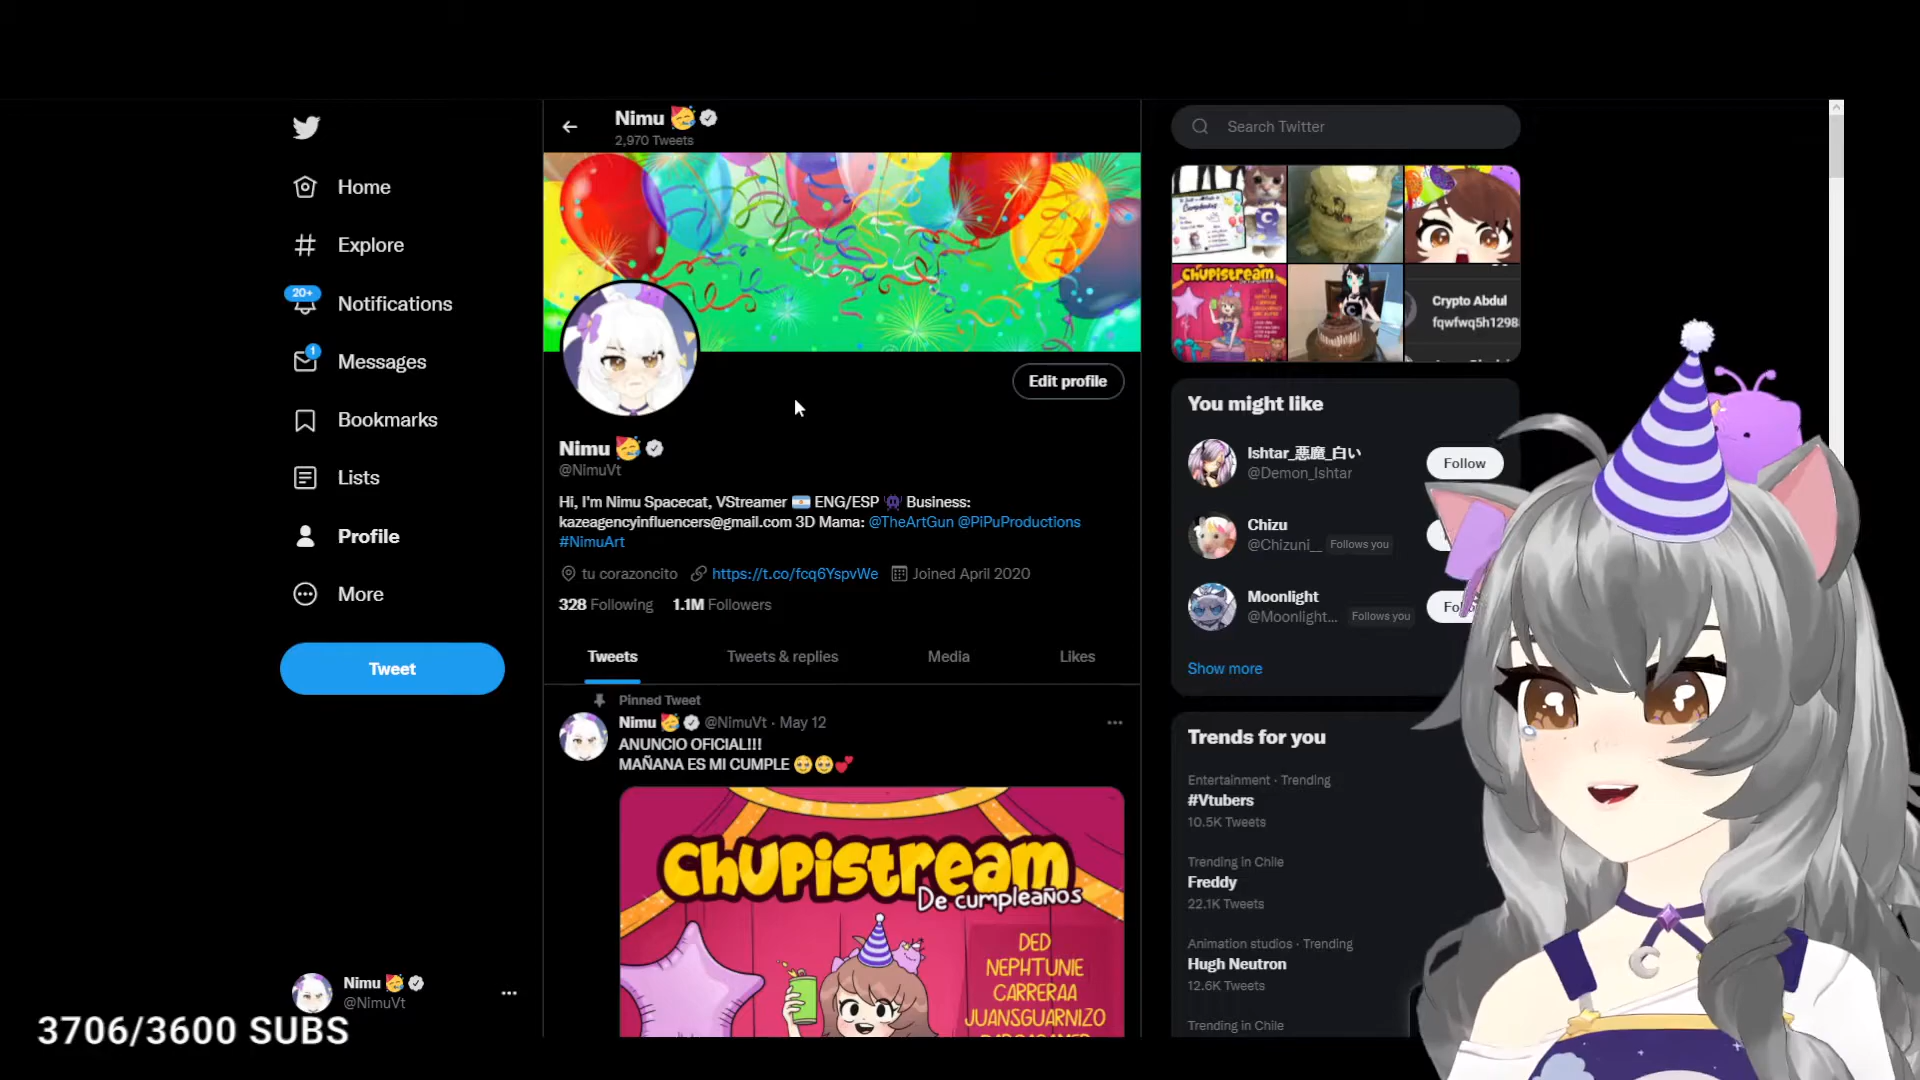 Home
Explore
20+
Notifications
1
Messages
Bookmarks
Lists
Profile
More
Tweet
Nimu
@NimuVt
3706/3600 SUBS
Nimu
2,970 Tweets
Edit profile
Nimu
@NimuVt
Hi, I'm Nimu Spacecat, VStreamer ENG/ESP Business:
kazeagencyinfluencers@gmail.com 3D Mama: @TheArtGun @PiPuProductions
#NimuArt
tu corazoncito https://t.co/fcq6YspvWe Joined April 2020
328 Following 1.1M Followers
Tweets Tweets & replies Media Likes
Pinned Tweet
Nimu @NimuVt · May 12
ANUNCIO OFICIAL!!!
MAÑANA ES MI CUMPLE
Chupistream
De cumpleaños
DED
NEPHTUNIE
CARRERAA
JUANSGUARNIZO
Search Twitter
Cumpleaños
Chupistream
Crypto Abdul
fqwfwq5h1298
You might like
Ishtar_悪魔_白い
@Demon_Ishtar
Follow
Chizu
@Chizuni__ Follows you
Moonlight
@Moonlight... Follows you
Follo
Show more
Trends for you
Entertainment · Trending
#Vtubers
10.5K Tweets
Trending in Chile
Freddy
22.1K Tweets
Animation studios · Trending
Hugh Neutron
12.6K Tweets
Trending in Chile